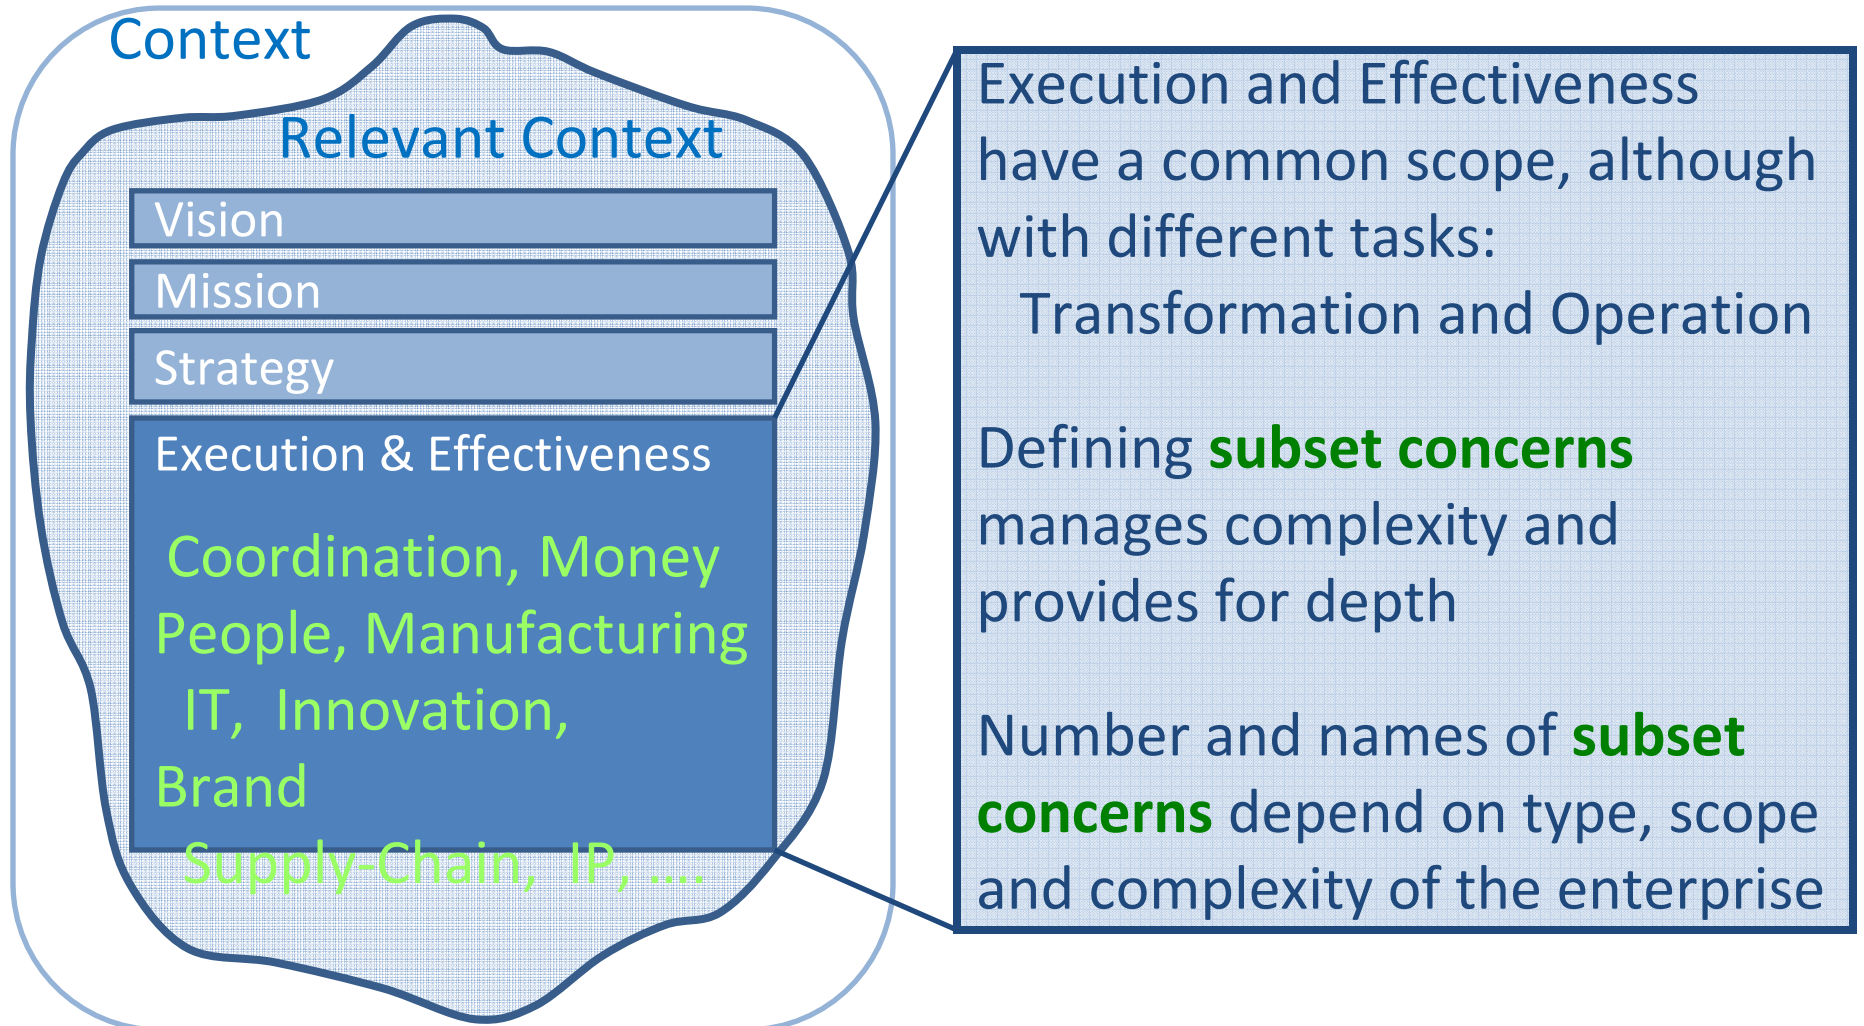 Context
Relevant Context
Vision
Mission
Strategy
Execution & Effectiveness
Coordination, Money
People, Manufacturing
IT, Innovation,
Brand
Supply-Chain, IP, ....
Execution and Effectiveness
have a common scope, although
with different tasks:
Transformation and Operation
Defining subset concerns
manages complexity and
provides for depth
Number and names of subset
concerns depend on type, scope
and complexity of the enterprise